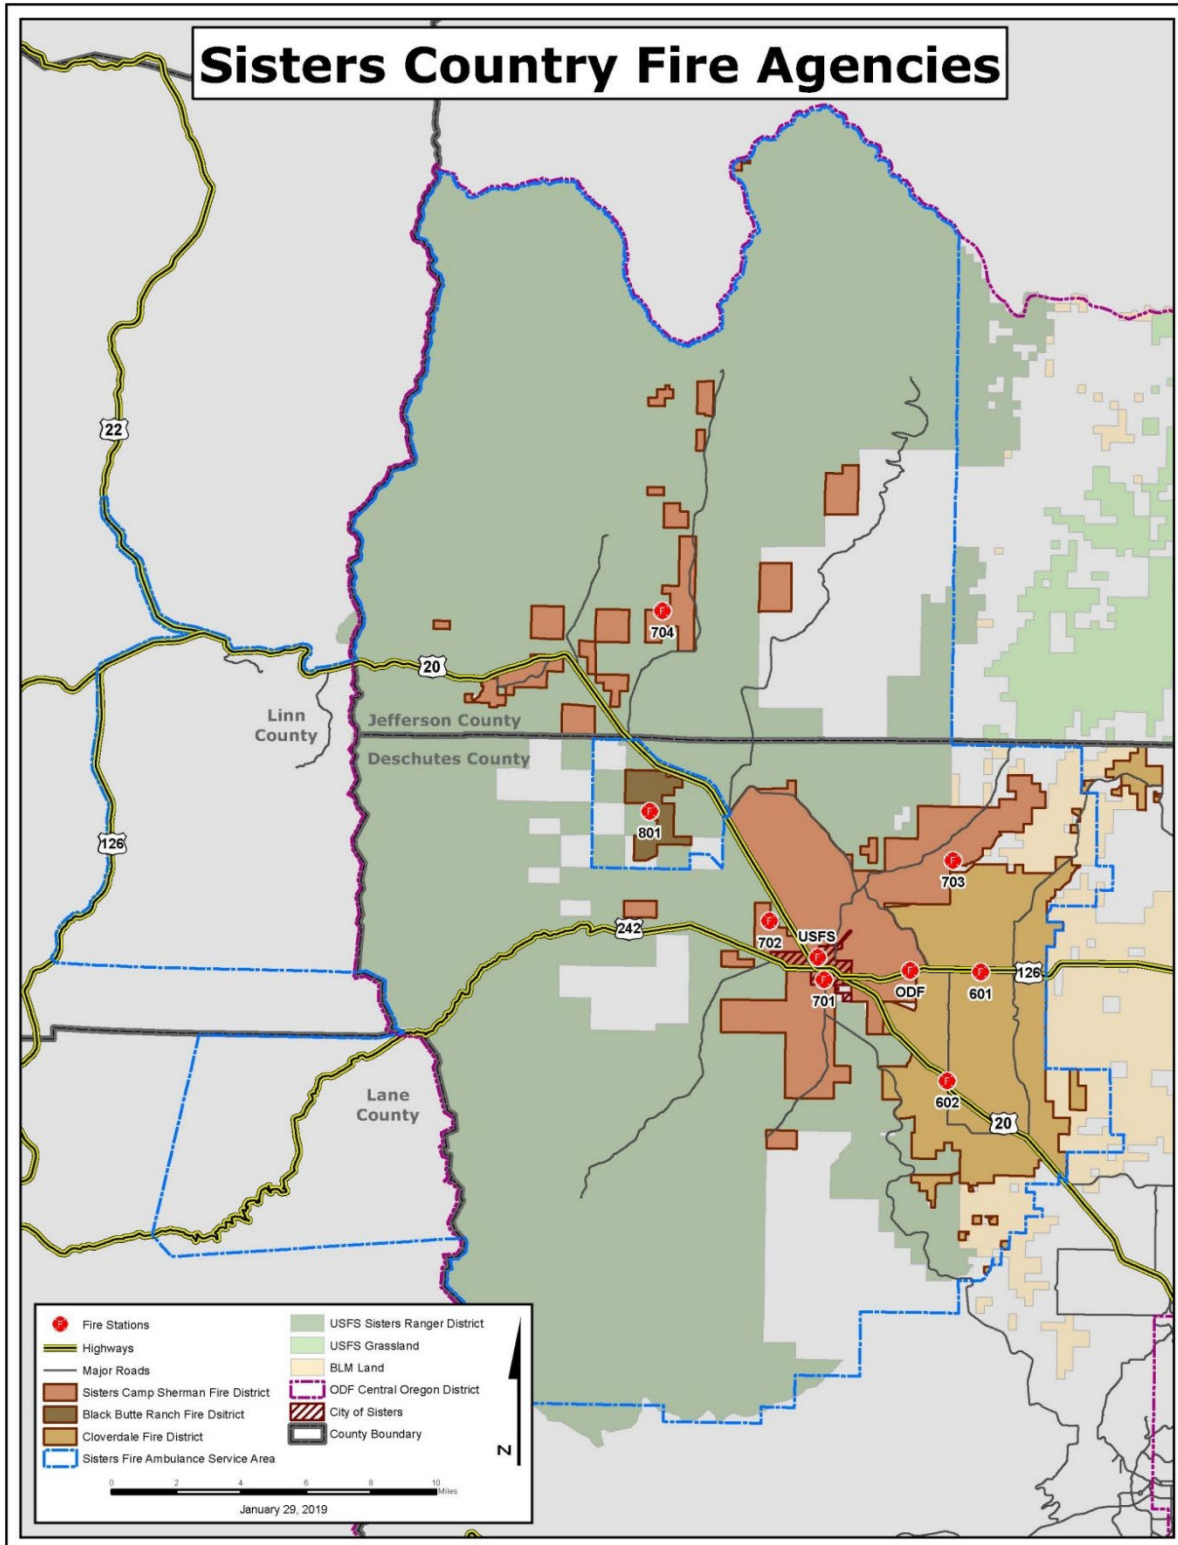 Sisters Country Fire Agencies
22
F
704
20
Linn
County
Jefferson County
Deschutes County
F
801
126
F
703
242
F
702
USFS
F
F
701
F
ODF
F
601
126
F
602
20
Lane
County
F Fire Stations
Highways
Major Roads
Sisters Camp Sherman Fire District
Black Butte Ranch Fire DsitrictCloverdale Fire District
Sisters Fire Ambulance Service Area
USFS Sisters Ranger District
USFS Grassland
BLM Land
ODF Central Oregon District
City of Sisters
County Boundary
N
0 2 4 6 8 10
Miles
January 29, 2019